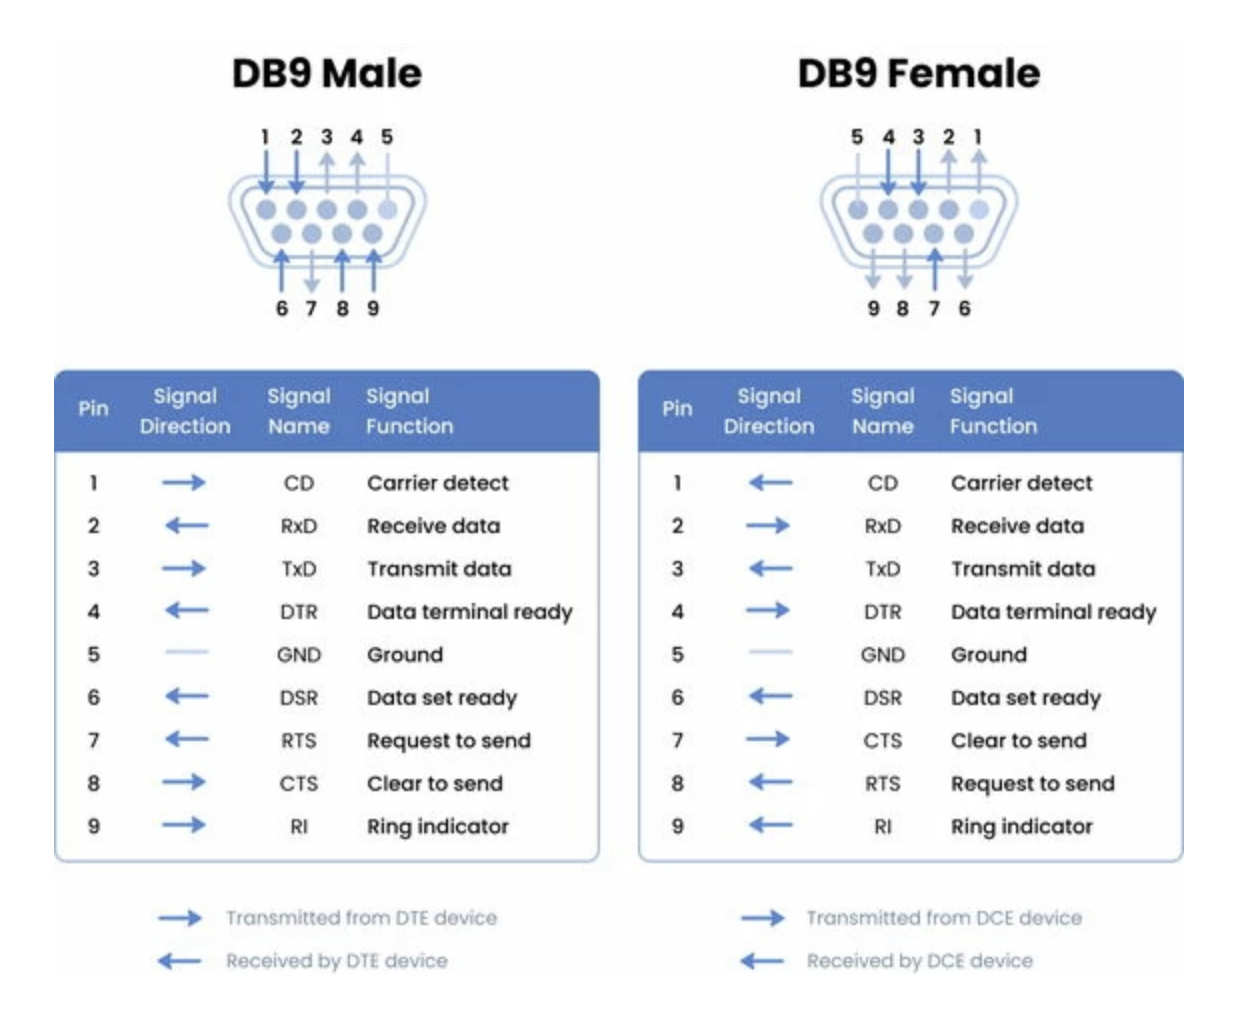 DB9 Male
1 2 3 4 5
6 7 8 9
Pin Signal Direction Signal Name Signal Function
1 CD Carrier detect
2 RxD Receive data
3 TxD Transmit data
4 DTR Data terminal ready
5 GND Ground
6 DSR Data set ready
7 RTS Request to send
8 CTS Clear to send
9 RI Ring indicator
Transmitted from DTE device
Received by DTE device
DB9 Female
5 4 3 2 1
9 8 7 6
Pin Signal Direction Signal Name Signal Function
1 CD Carrier detect
2 RxD Receive data
3 TxD Transmit data
4 DTR Data terminal ready
5 GND Ground
6 DSR Data set ready
7 CTS Clear to send
8 RTS Request to send
9 RI Ring indicator
Transmitted from DCE device
Received by DCE device